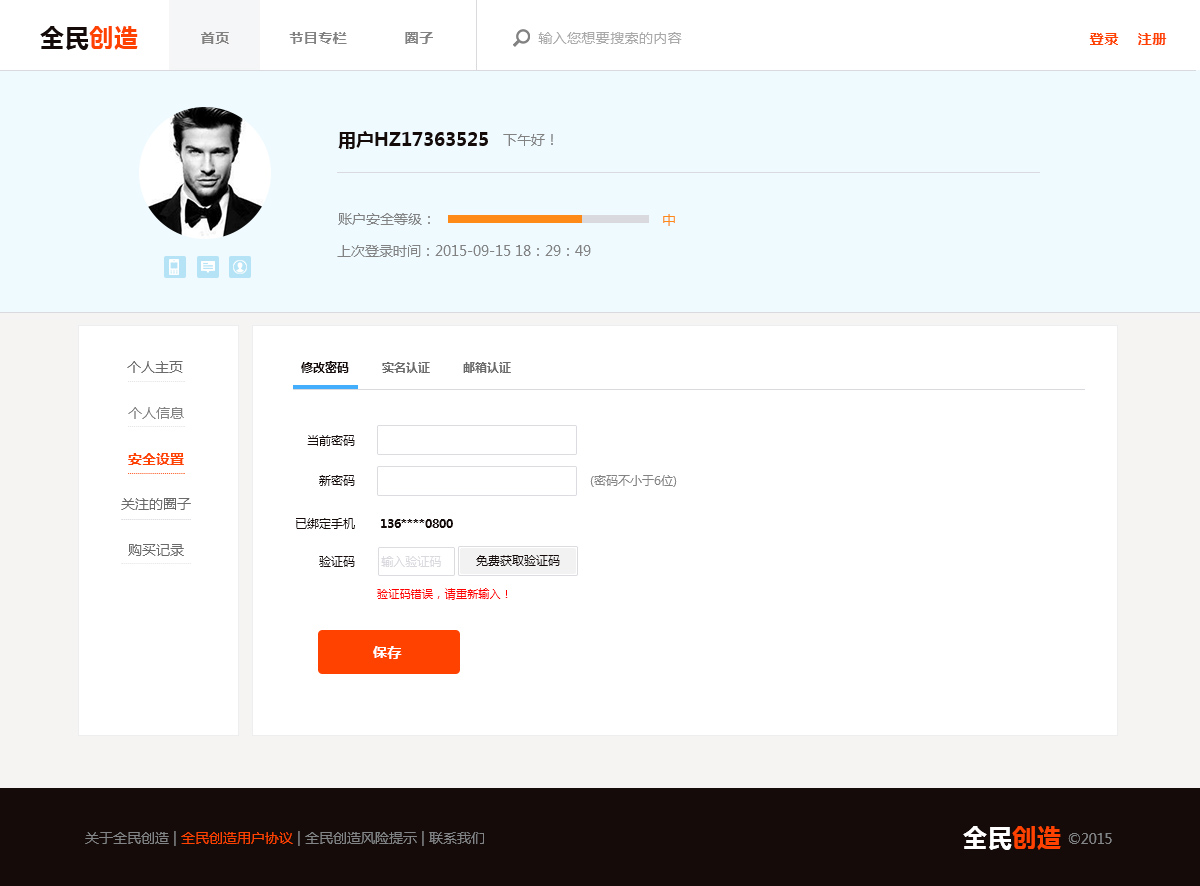 全民创造 首页 节目专栏 圈子 输入您想要搜索的内容 登录 注册
用户HZ17363525 下午好！
账户安全等级： 中
上次登录时间：2015-09-15 18：29：49
个人主页
个人信息
安全设置
关注的圈子
购买记录
修改密码 实名认证 邮箱认证
当前密码
新密码 (密码不小于6位)
已绑定手机 136****0800
验证码 输入验证码 免费获取验证码
验证码错误，请重新输入！
保存
关于全民创造 | 全民创造用户协议 | 全民创造风险提示 | 联系我们 全民创造 ©2015